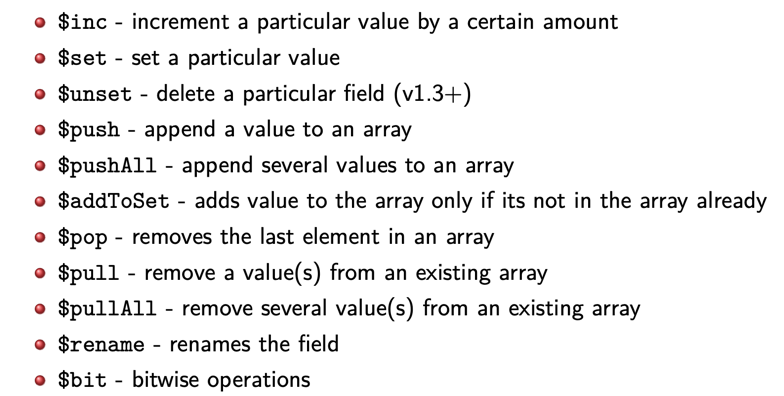 $inc - increment a particular value by a certain amount
$set - set a particular value
$unset - delete a particular field (v1.3+)
$push - append a value to an array
$pushAll - append several values to an array
$addToSet - adds value to the array only if its not in the array already
$pop - removes the last element in an array
$pull - remove a value(s) from an existing array
$pullAll - remove several value(s) from an existing array
$rename - renames the field
$bit - bitwise operations